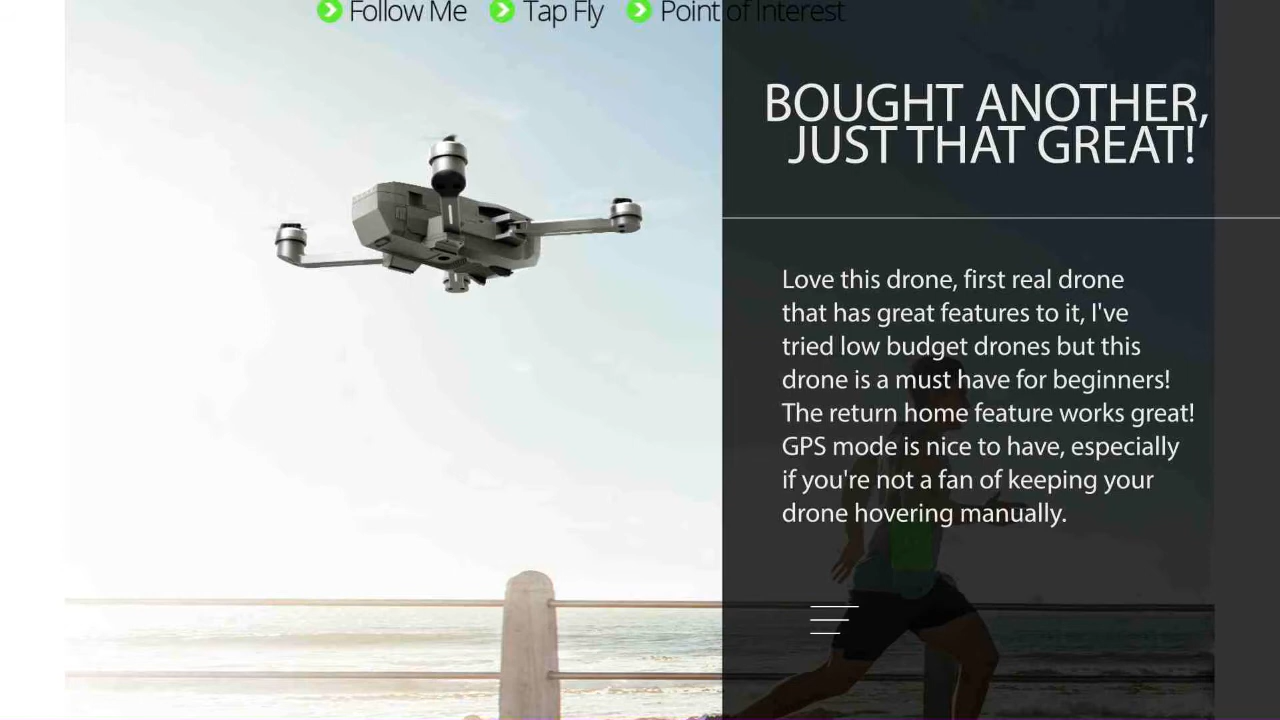 Follow Me Tap Fly Point of Interest
BOUGHT ANOTHER,
JUST THAT GREAT!
Love this drone, first real drone
that has great features to it, I've
tried low budget drones but this
drone is a must have for beginners!
The return home feature works great!
GPS mode is nice to have, especially
if you're not a fan of keeping your
drone hovering manually.